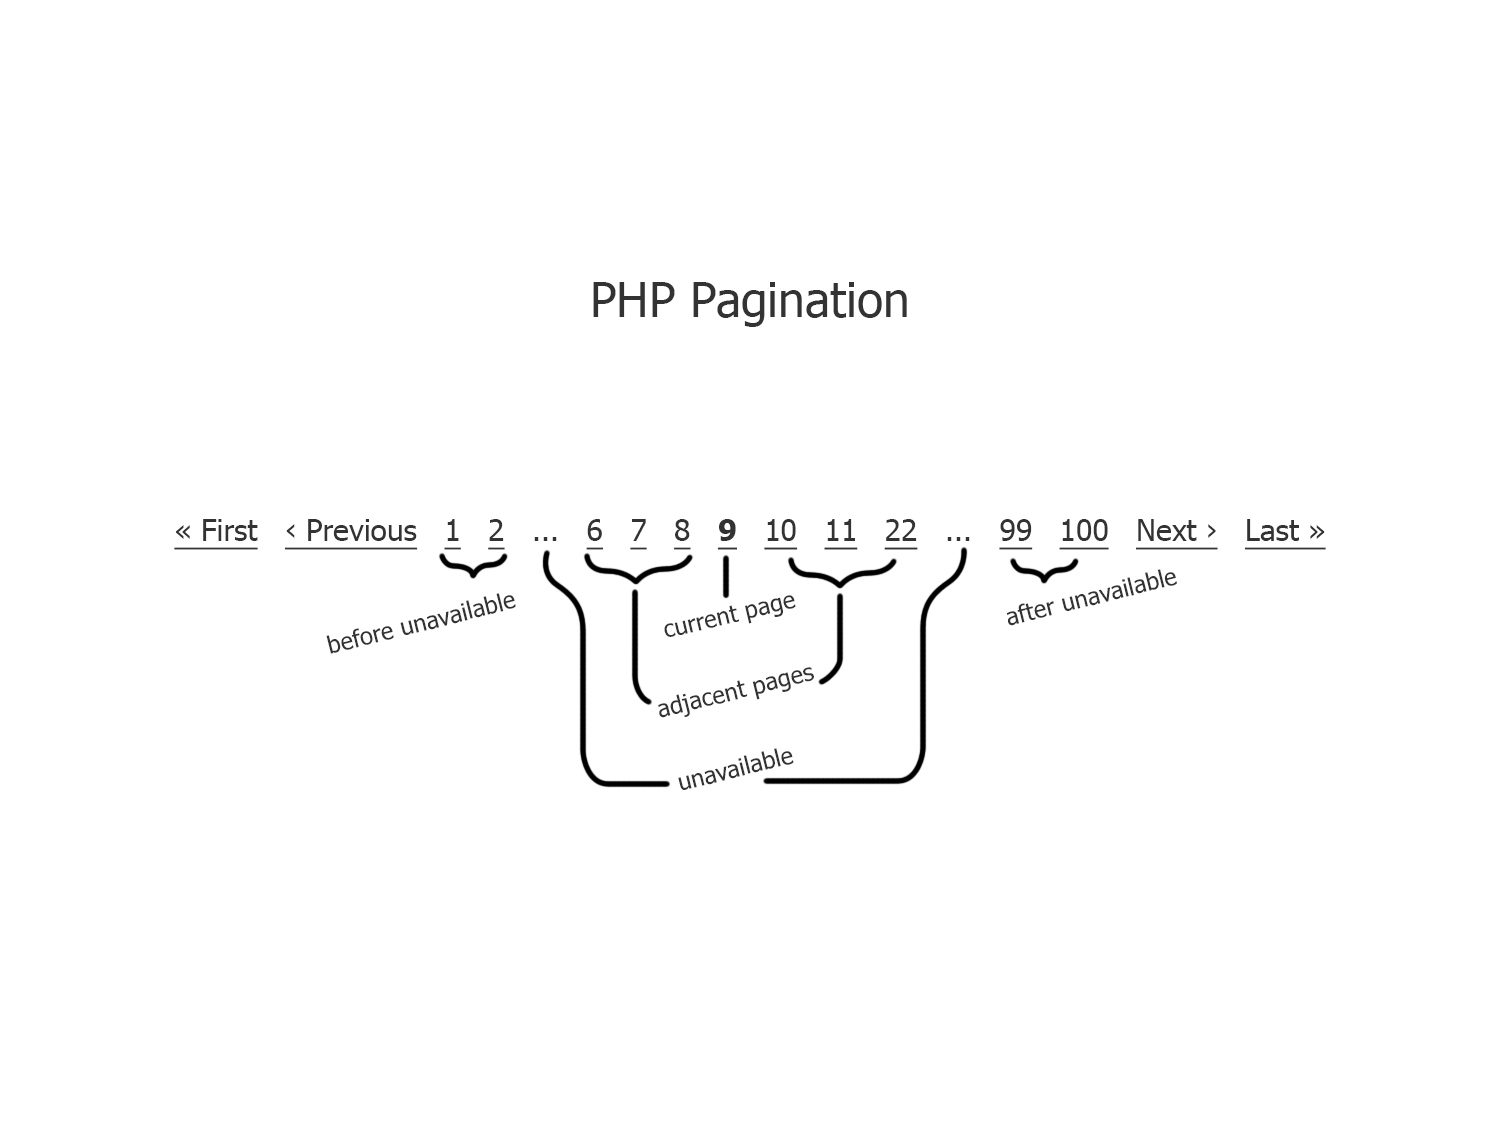 PHP Pagination
« First ‹ Previous 1 2 ... 6 7 8 9 10 11 22 ... 99 100 Next › Last »
before unavailable
current page
after unavailable
adjacent pages
unavailable